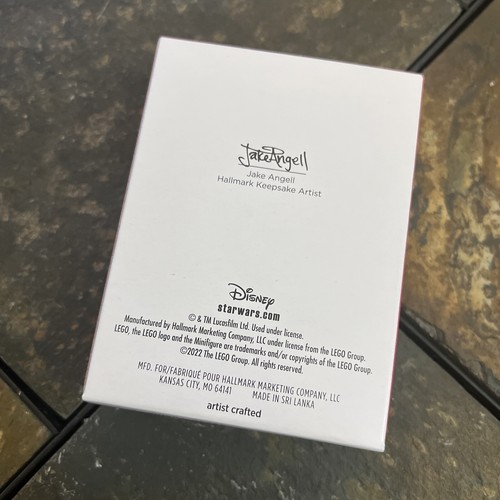 Jake Angell
Jake Angell
Hallmark Keepsake Artist
Disney
starwars.com
© & TM Lucasfilm Ltd. Used under license.
Manufactured by Hallmark Marketing Company, LLC under license from the LEGO Group.
LEGO, the LEGO logo and the Minifigure are trademarks and/or copyrights of the LEGO Group.
©2022 The LEGO Group. All rights reserved.
MFD. FOR/FABRIQUÉ POUR HALLMARK MARKETING COMPANY, LLC
KANSAS CITY, MO 64141 MADE IN SRI LANKA
artist crafted